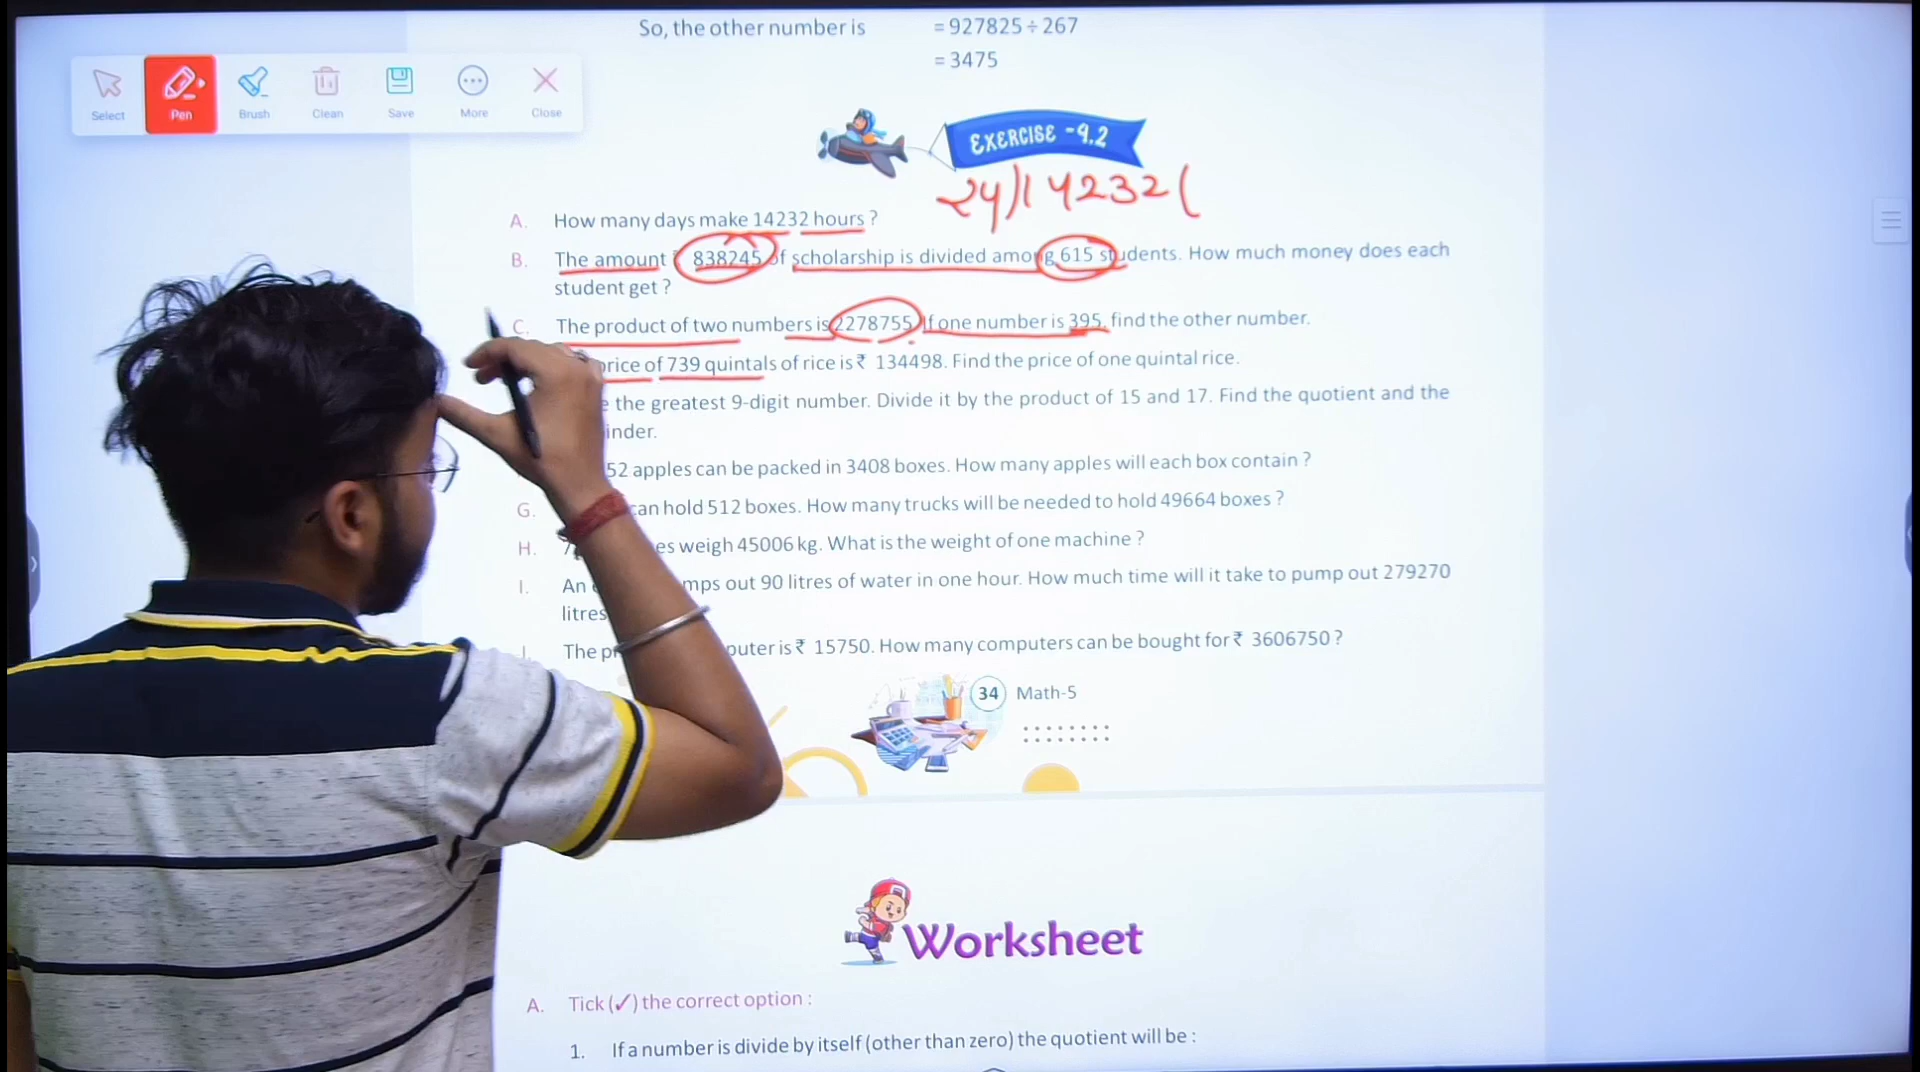 So, the other number is = 927825 ÷ 267
= 3475
Select Pen Brush Clean Save More Close
EXERCISE -9.2
24)14232(
A. How many days make 14232 hours ?
B. The amount 838245 of scholarship is divided among 615 students. How much money does each
student get ?
C. The product of two numbers is 2278755. If one number is 395, find the other number.
price of 739 quintals of rice is ₹ 134498. Find the price of one quintal rice.
the greatest 9-digit number. Divide it by the product of 15 and 17. Find the quotient and the
inder.
52 apples can be packed in 3408 boxes. How many apples will each box contain ?
G. can hold 512 boxes. How many trucks will be needed to hold 49664 boxes ?
H. es weigh 45006 kg. What is the weight of one machine ?
I. An mps out 90 litres of water in one hour. How much time will it take to pump out 279270
litres
J. The puter is ₹ 15750. How many computers can be bought for ₹ 3606750 ?
34 Math-5
Worksheet
A. Tick (✓) the correct option :
1. If a number is divide by itself (other than zero) the quotient will be :